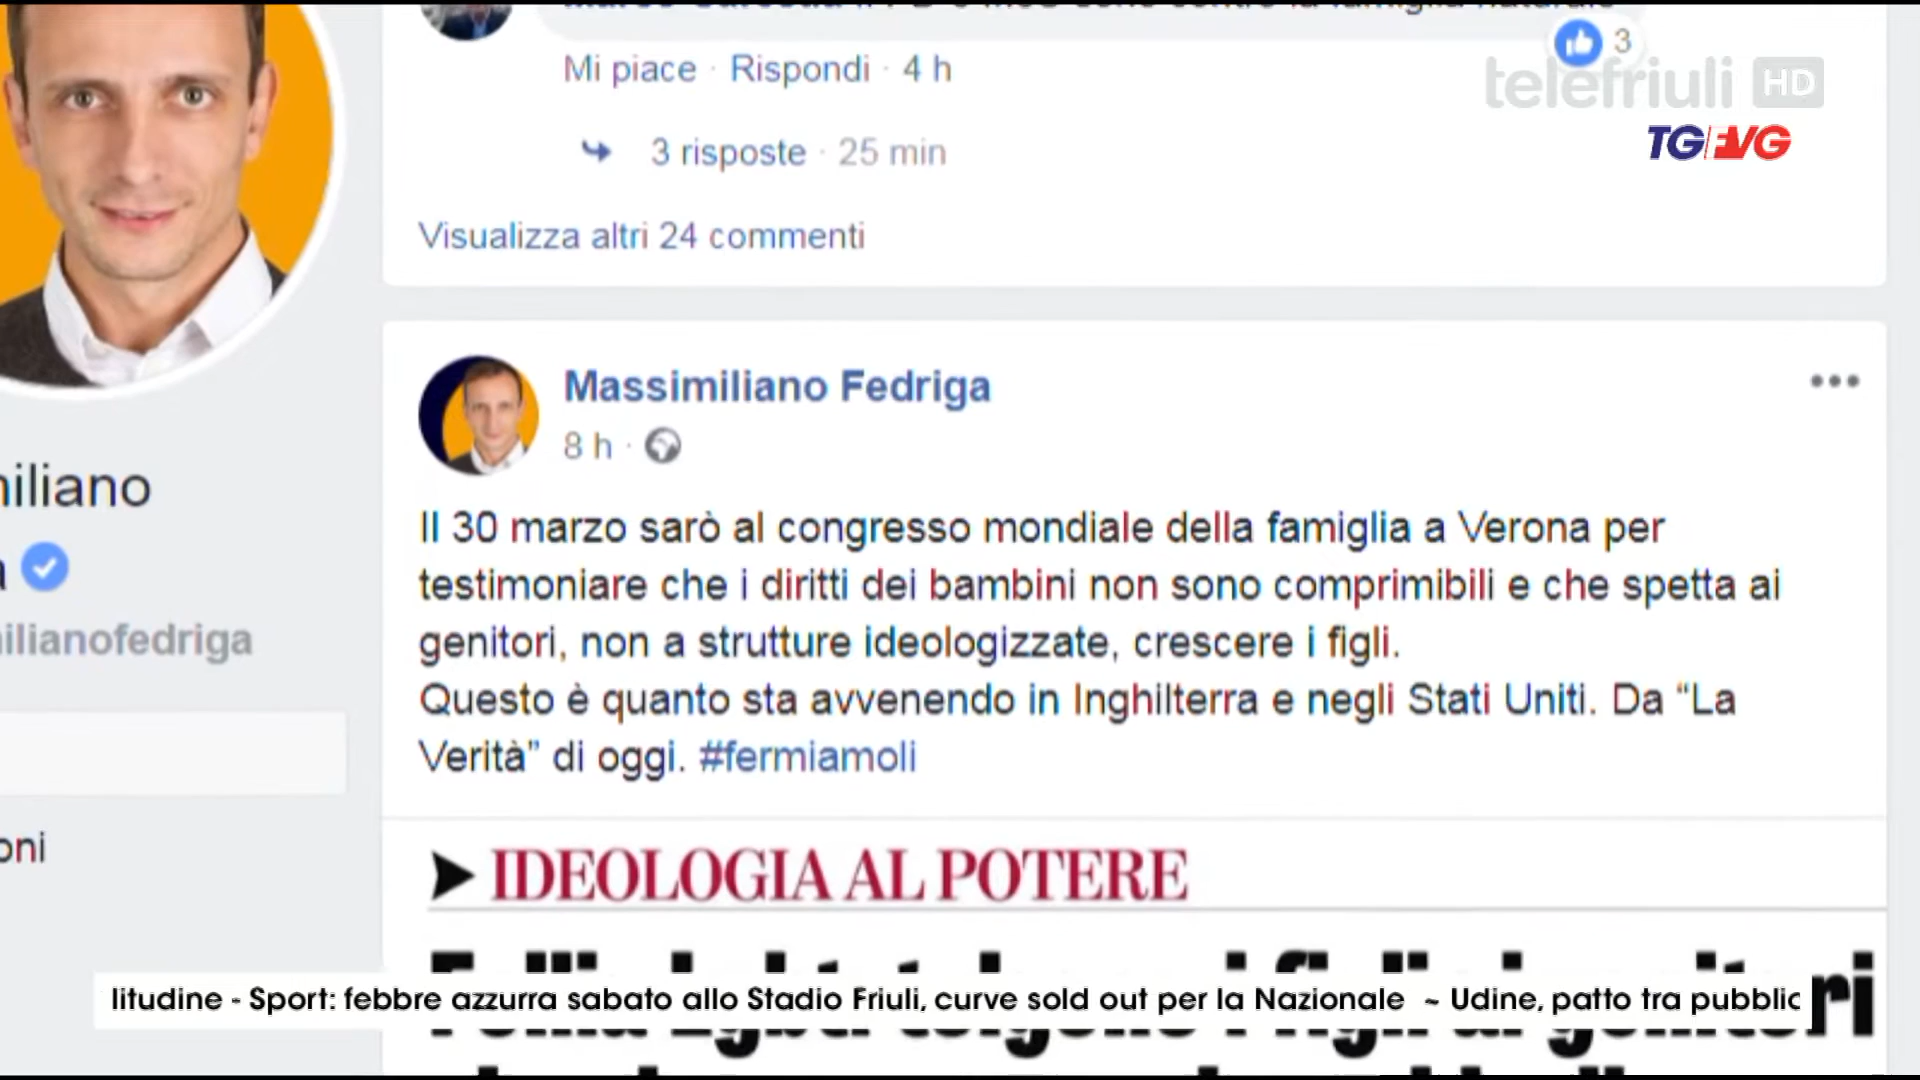 Mi piace · Rispondi · 4 h
3
telefriuli HD
TG FVG
3 risposte · 25 min
Visualizza altri 24 commenti
Massimiliano Fedriga
8 h ·
iliano
ilianofedriga
Il 30 marzo sarò al congresso mondiale della famiglia a Verona per
testimoniare che i diritti dei bambini non sono comprimibili e che spetta ai
genitori, non a strutture ideologizzate, crescere i figli.
Questo è quanto sta avvenendo in Inghilterra e negli Stati Uniti. Da “La
Verità” di oggi. #fermiamoli
oni
IDEOLOGIA AL POTERE
litudine - Sport: febbre azzurra sabato allo Stadio Friuli, curve sold out per la Nazionale ~ Udine, patto tra pubblic